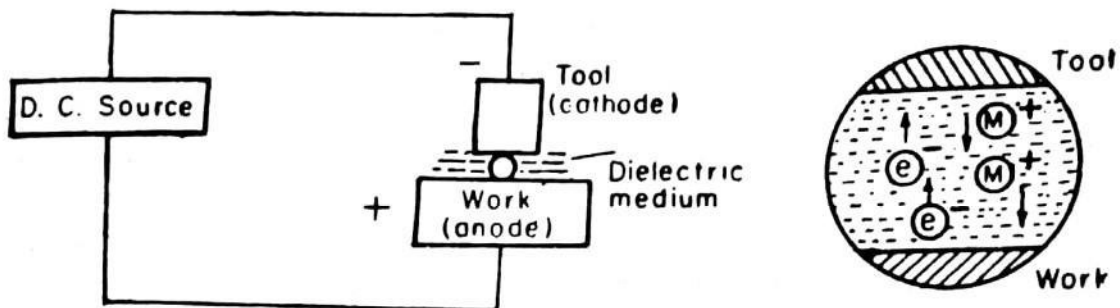 D. C. Source
−
Tool
(cathode)
Dielectric
medium
+
Work
(anode)
Tool
M+
e−
M+
e−
Work